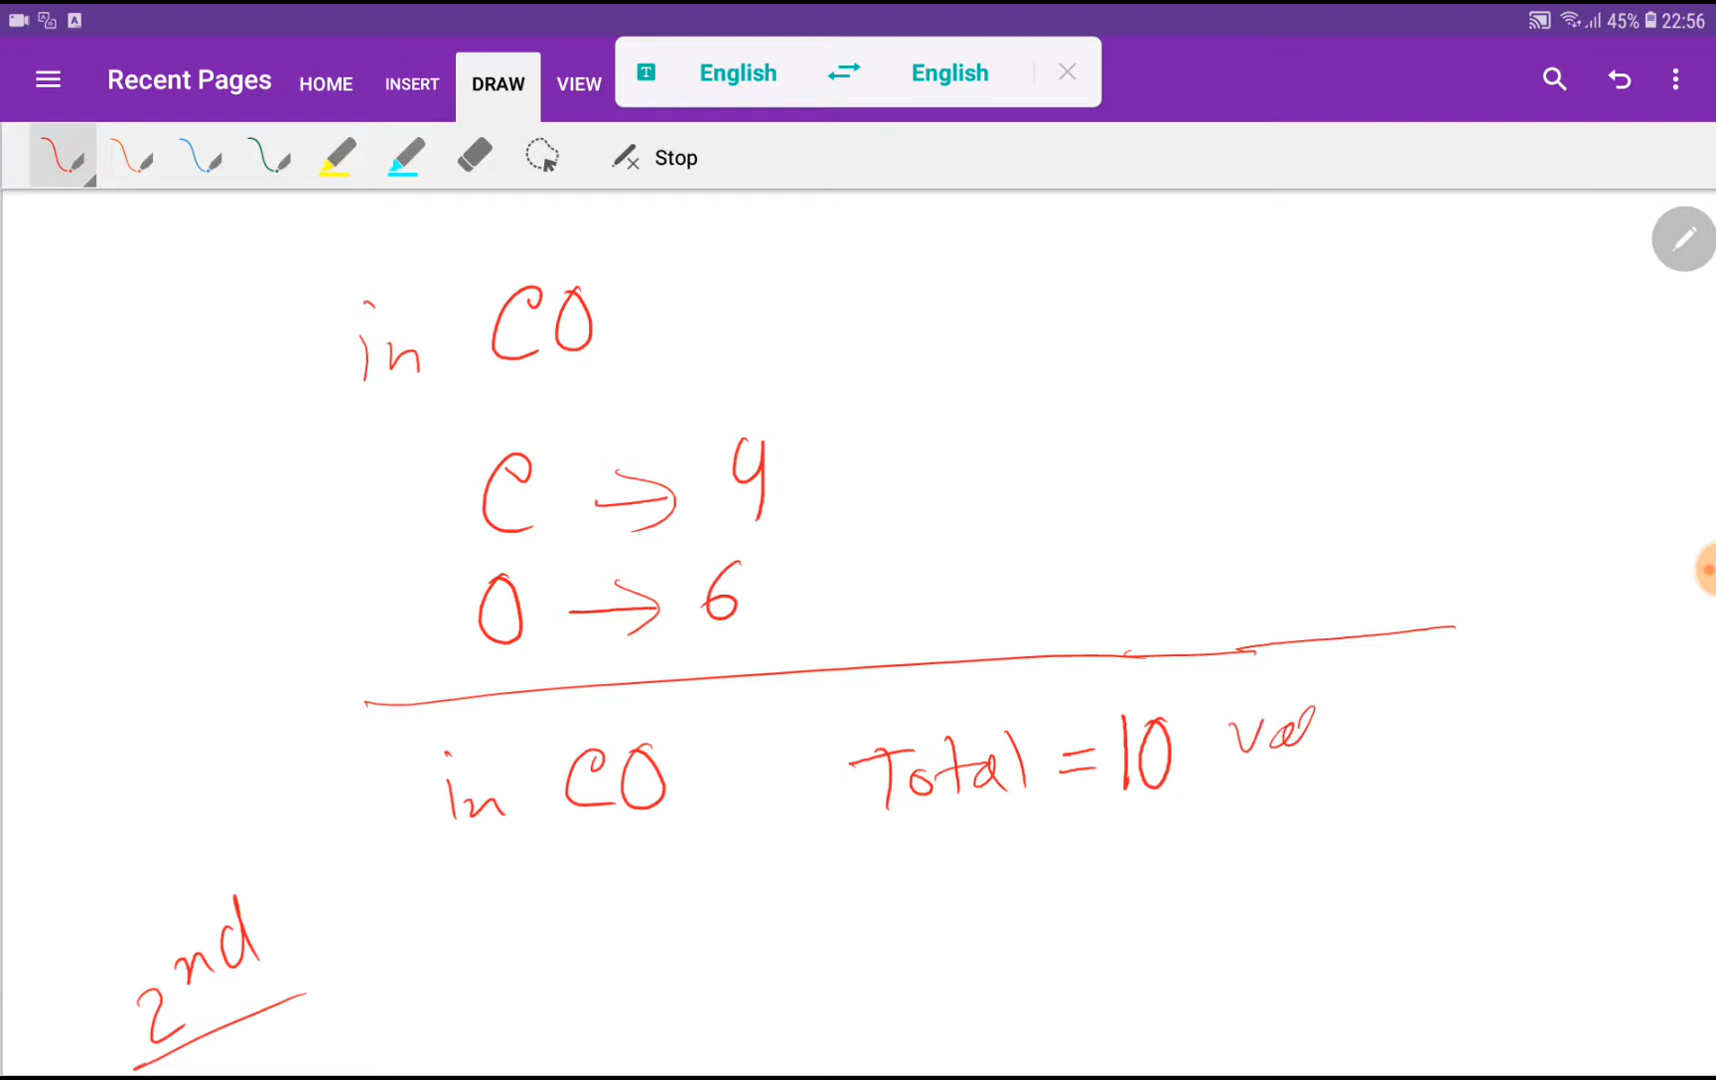 45% 22:56
Recent Pages HOME INSERT DRAW VIEW English English
Stop
in CO
C → 4
O → 6
in CO Total = 10 val
2nd